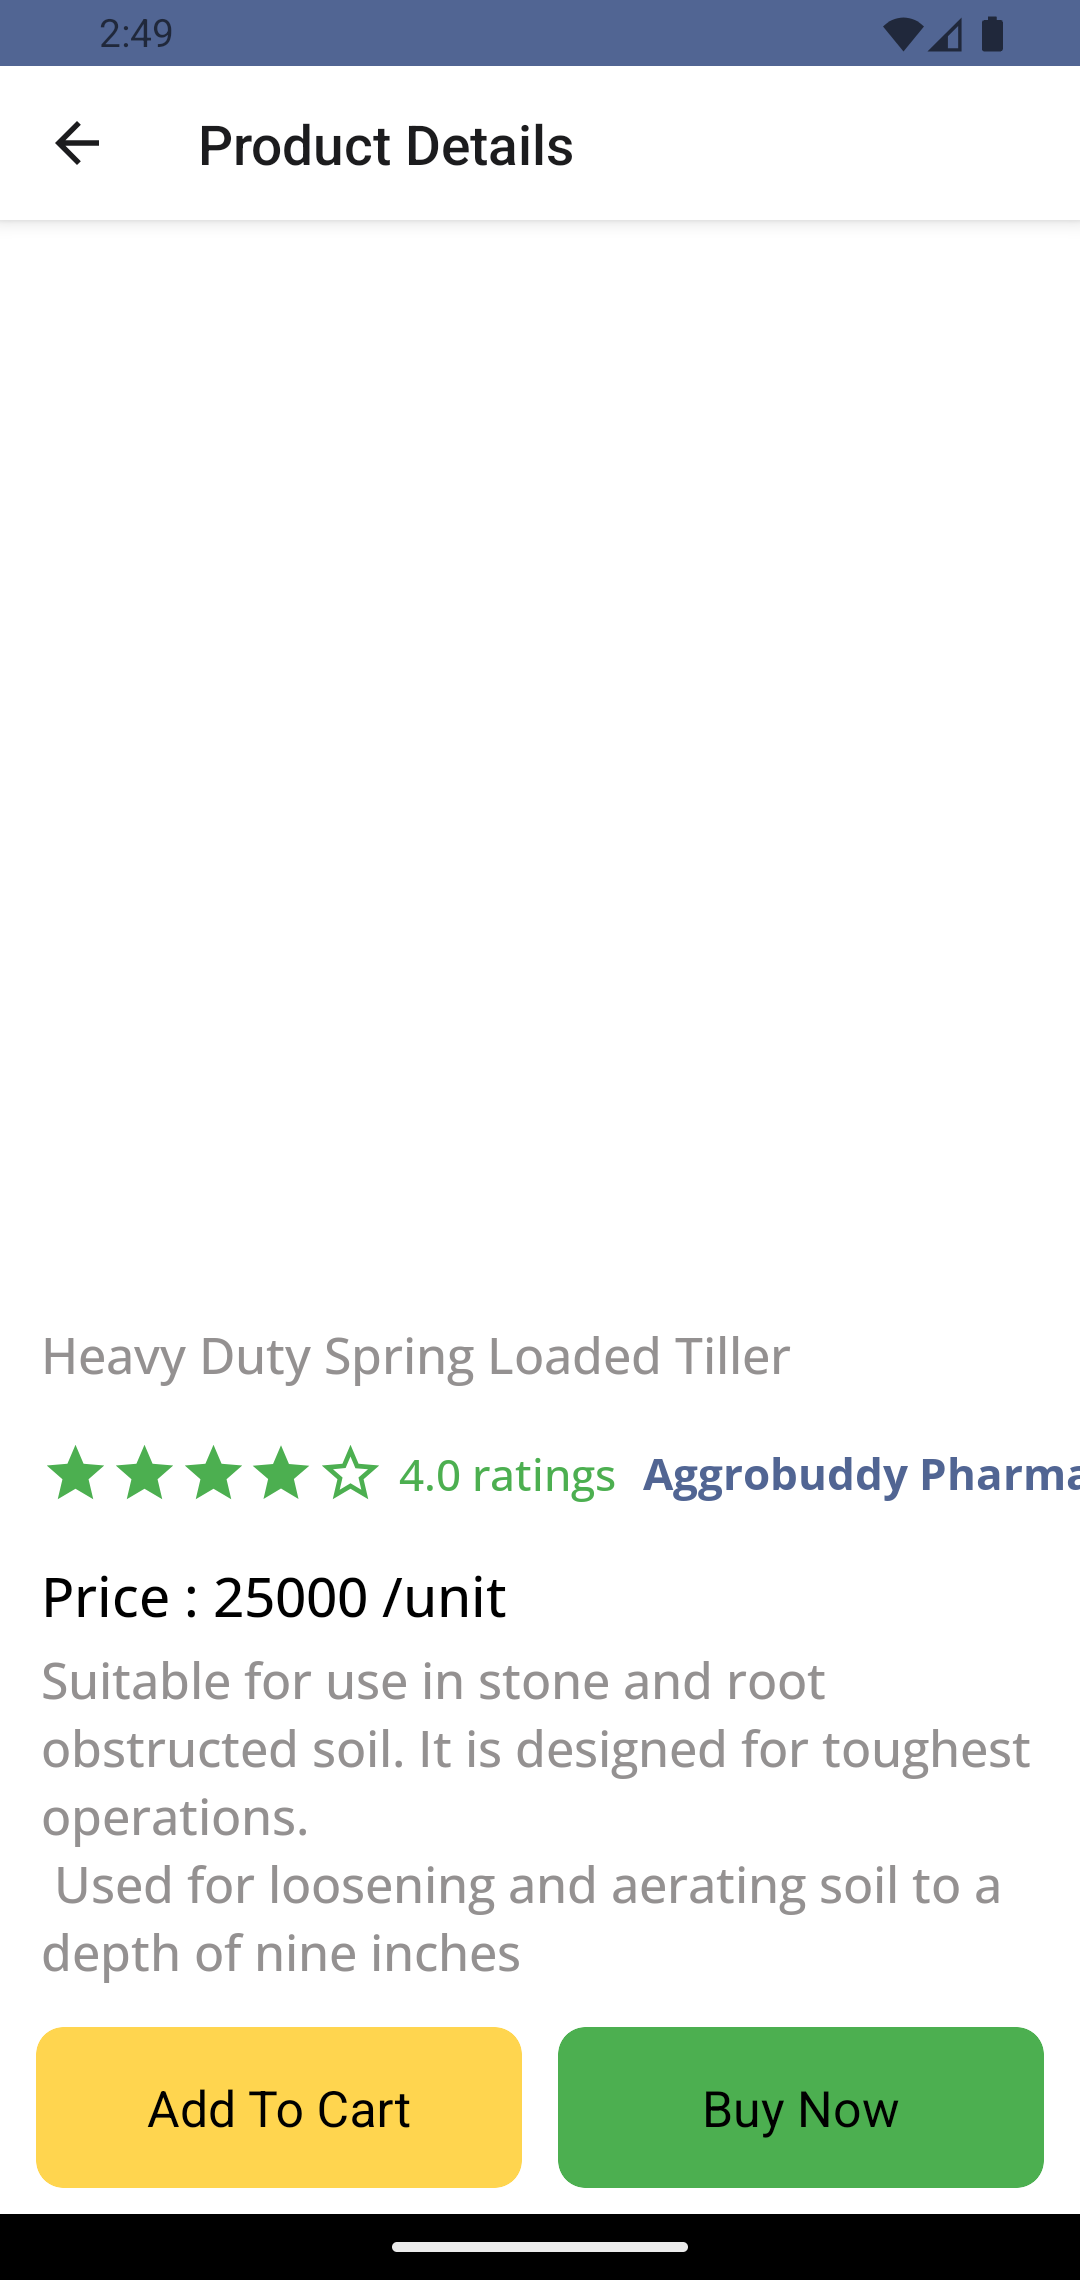 2:49
Product Details
Heavy Duty Spring Loaded Tiller
4.0 ratings Aggrobuddy Pharma
Price : 25000 /unit
Suitable for use in stone and root
obstructed soil. It is designed for toughest
operations.
Used for loosening and aerating soil to a
depth of nine inches
Add To Cart Buy Now